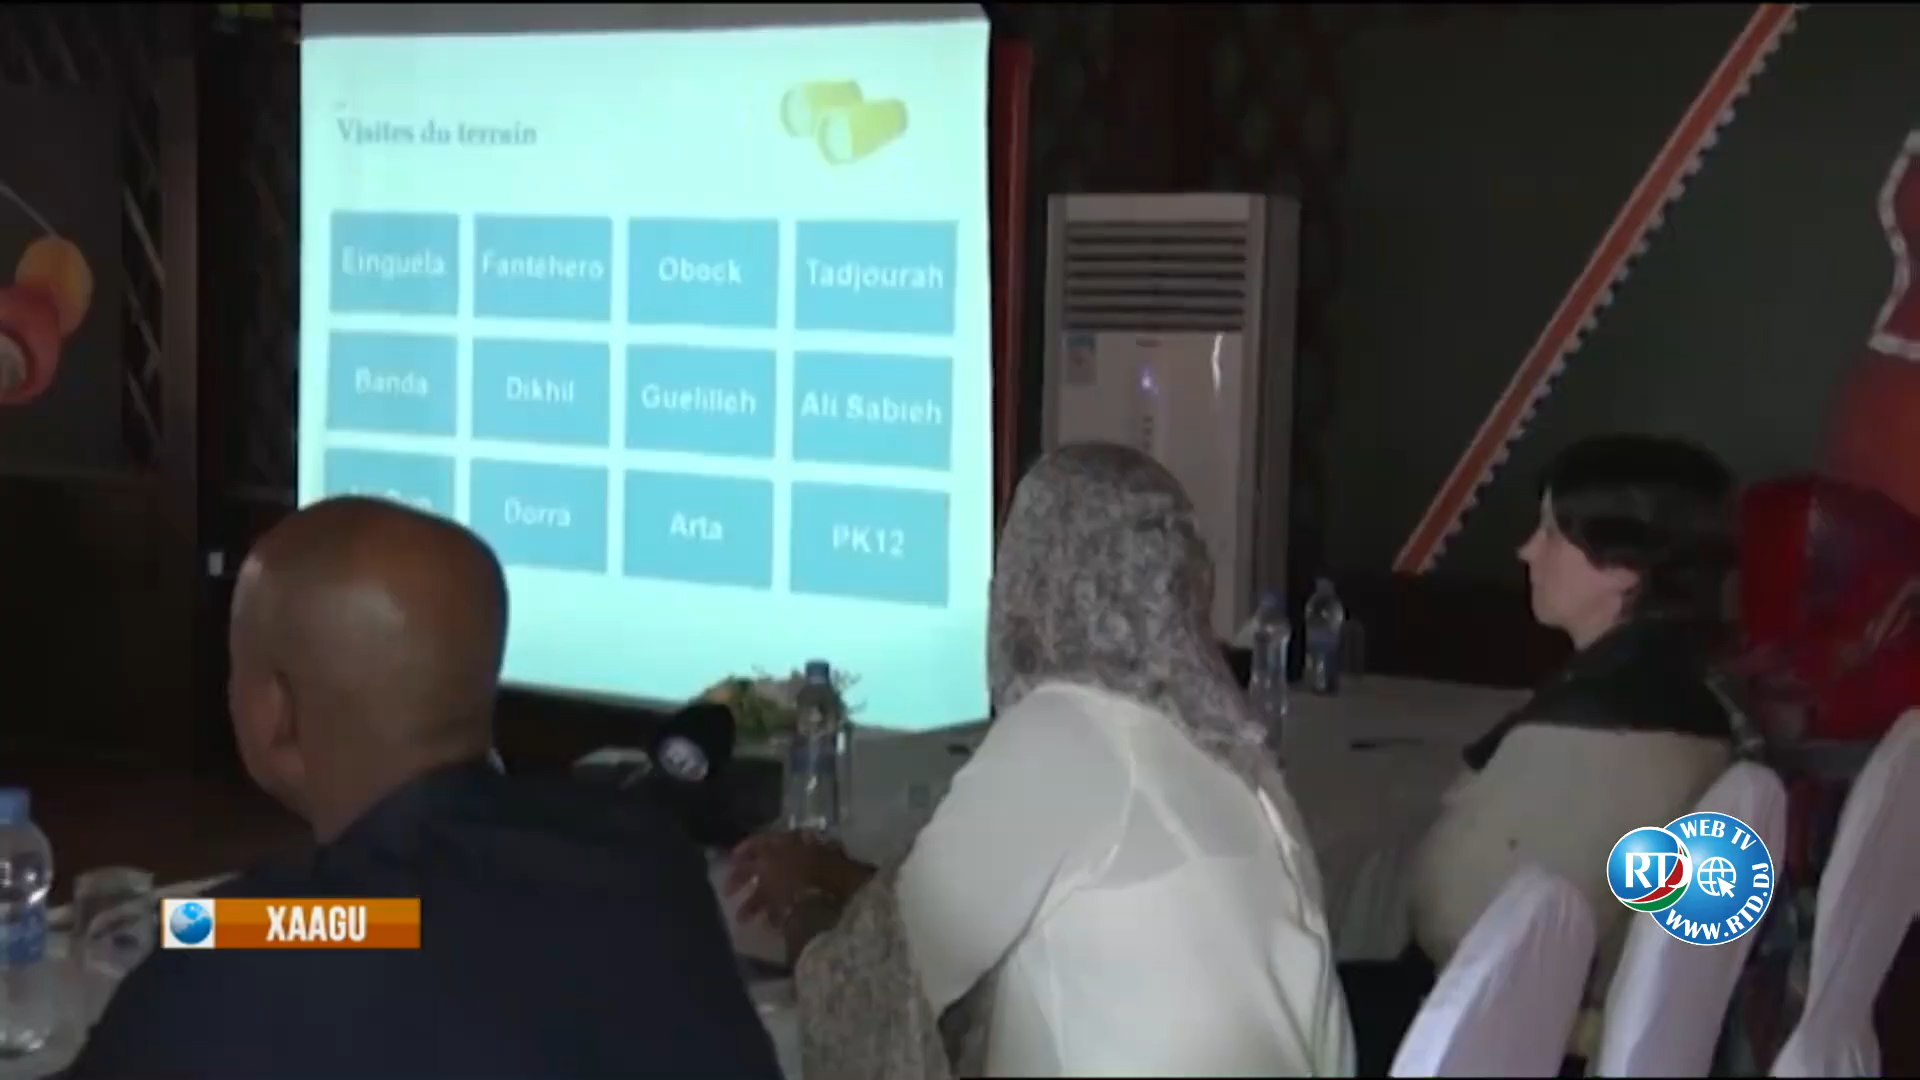 Visites du terrain
Einguela Fantehero Obock Tadjourah
Banda Dikhil Guelilleh Ali Sabieh
Dorra Arta PK12
XAAGU
WEB TV
RTD
WWW.RTD.DJ